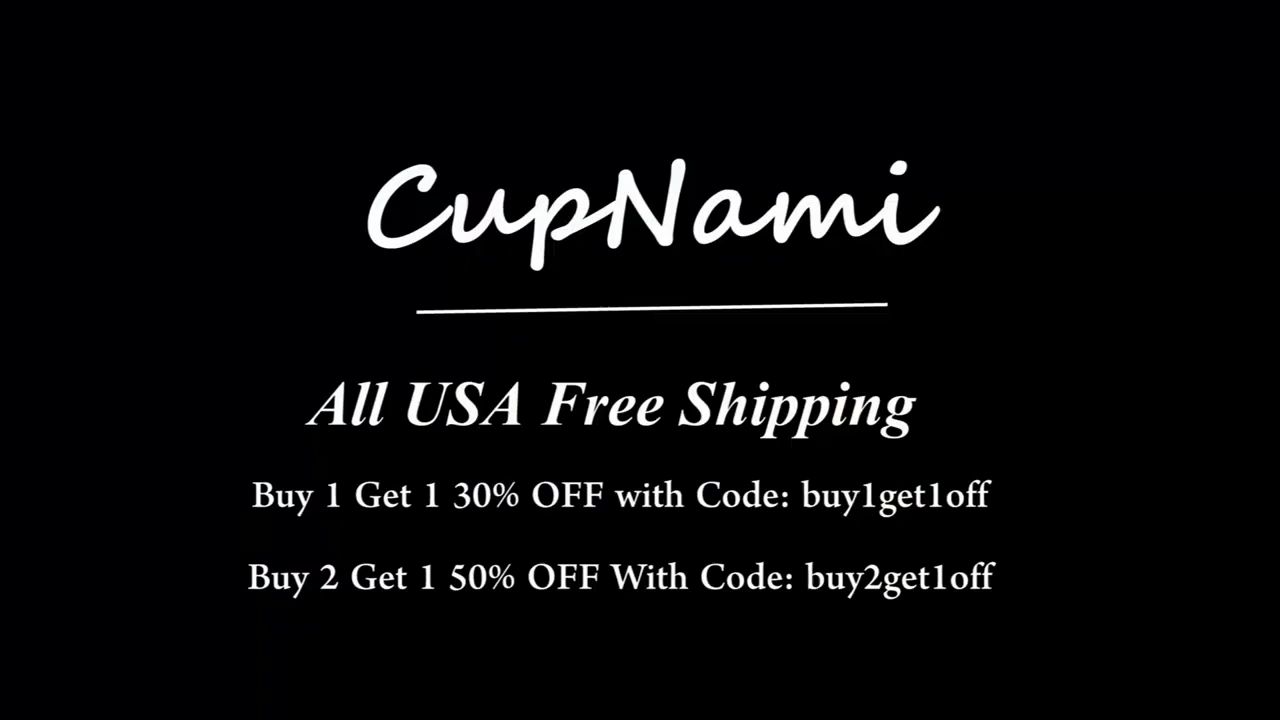 CupNami
All USA Free Shipping
Buy 1 Get 1 30% OFF with Code: buy1get1off
Buy 2 Get 1 50% OFF With Code: buy2get1off